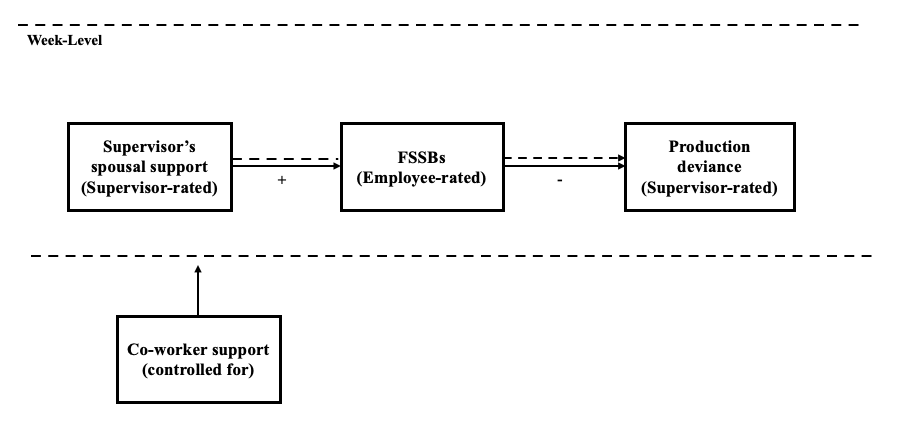 Week-Level
Supervisor's
spousal support
(Supervisor-rated)
+
FSSBs
(Employee-rated)
-
Production
deviance
(Supervisor-rated)
Co-worker support
(controlled for)